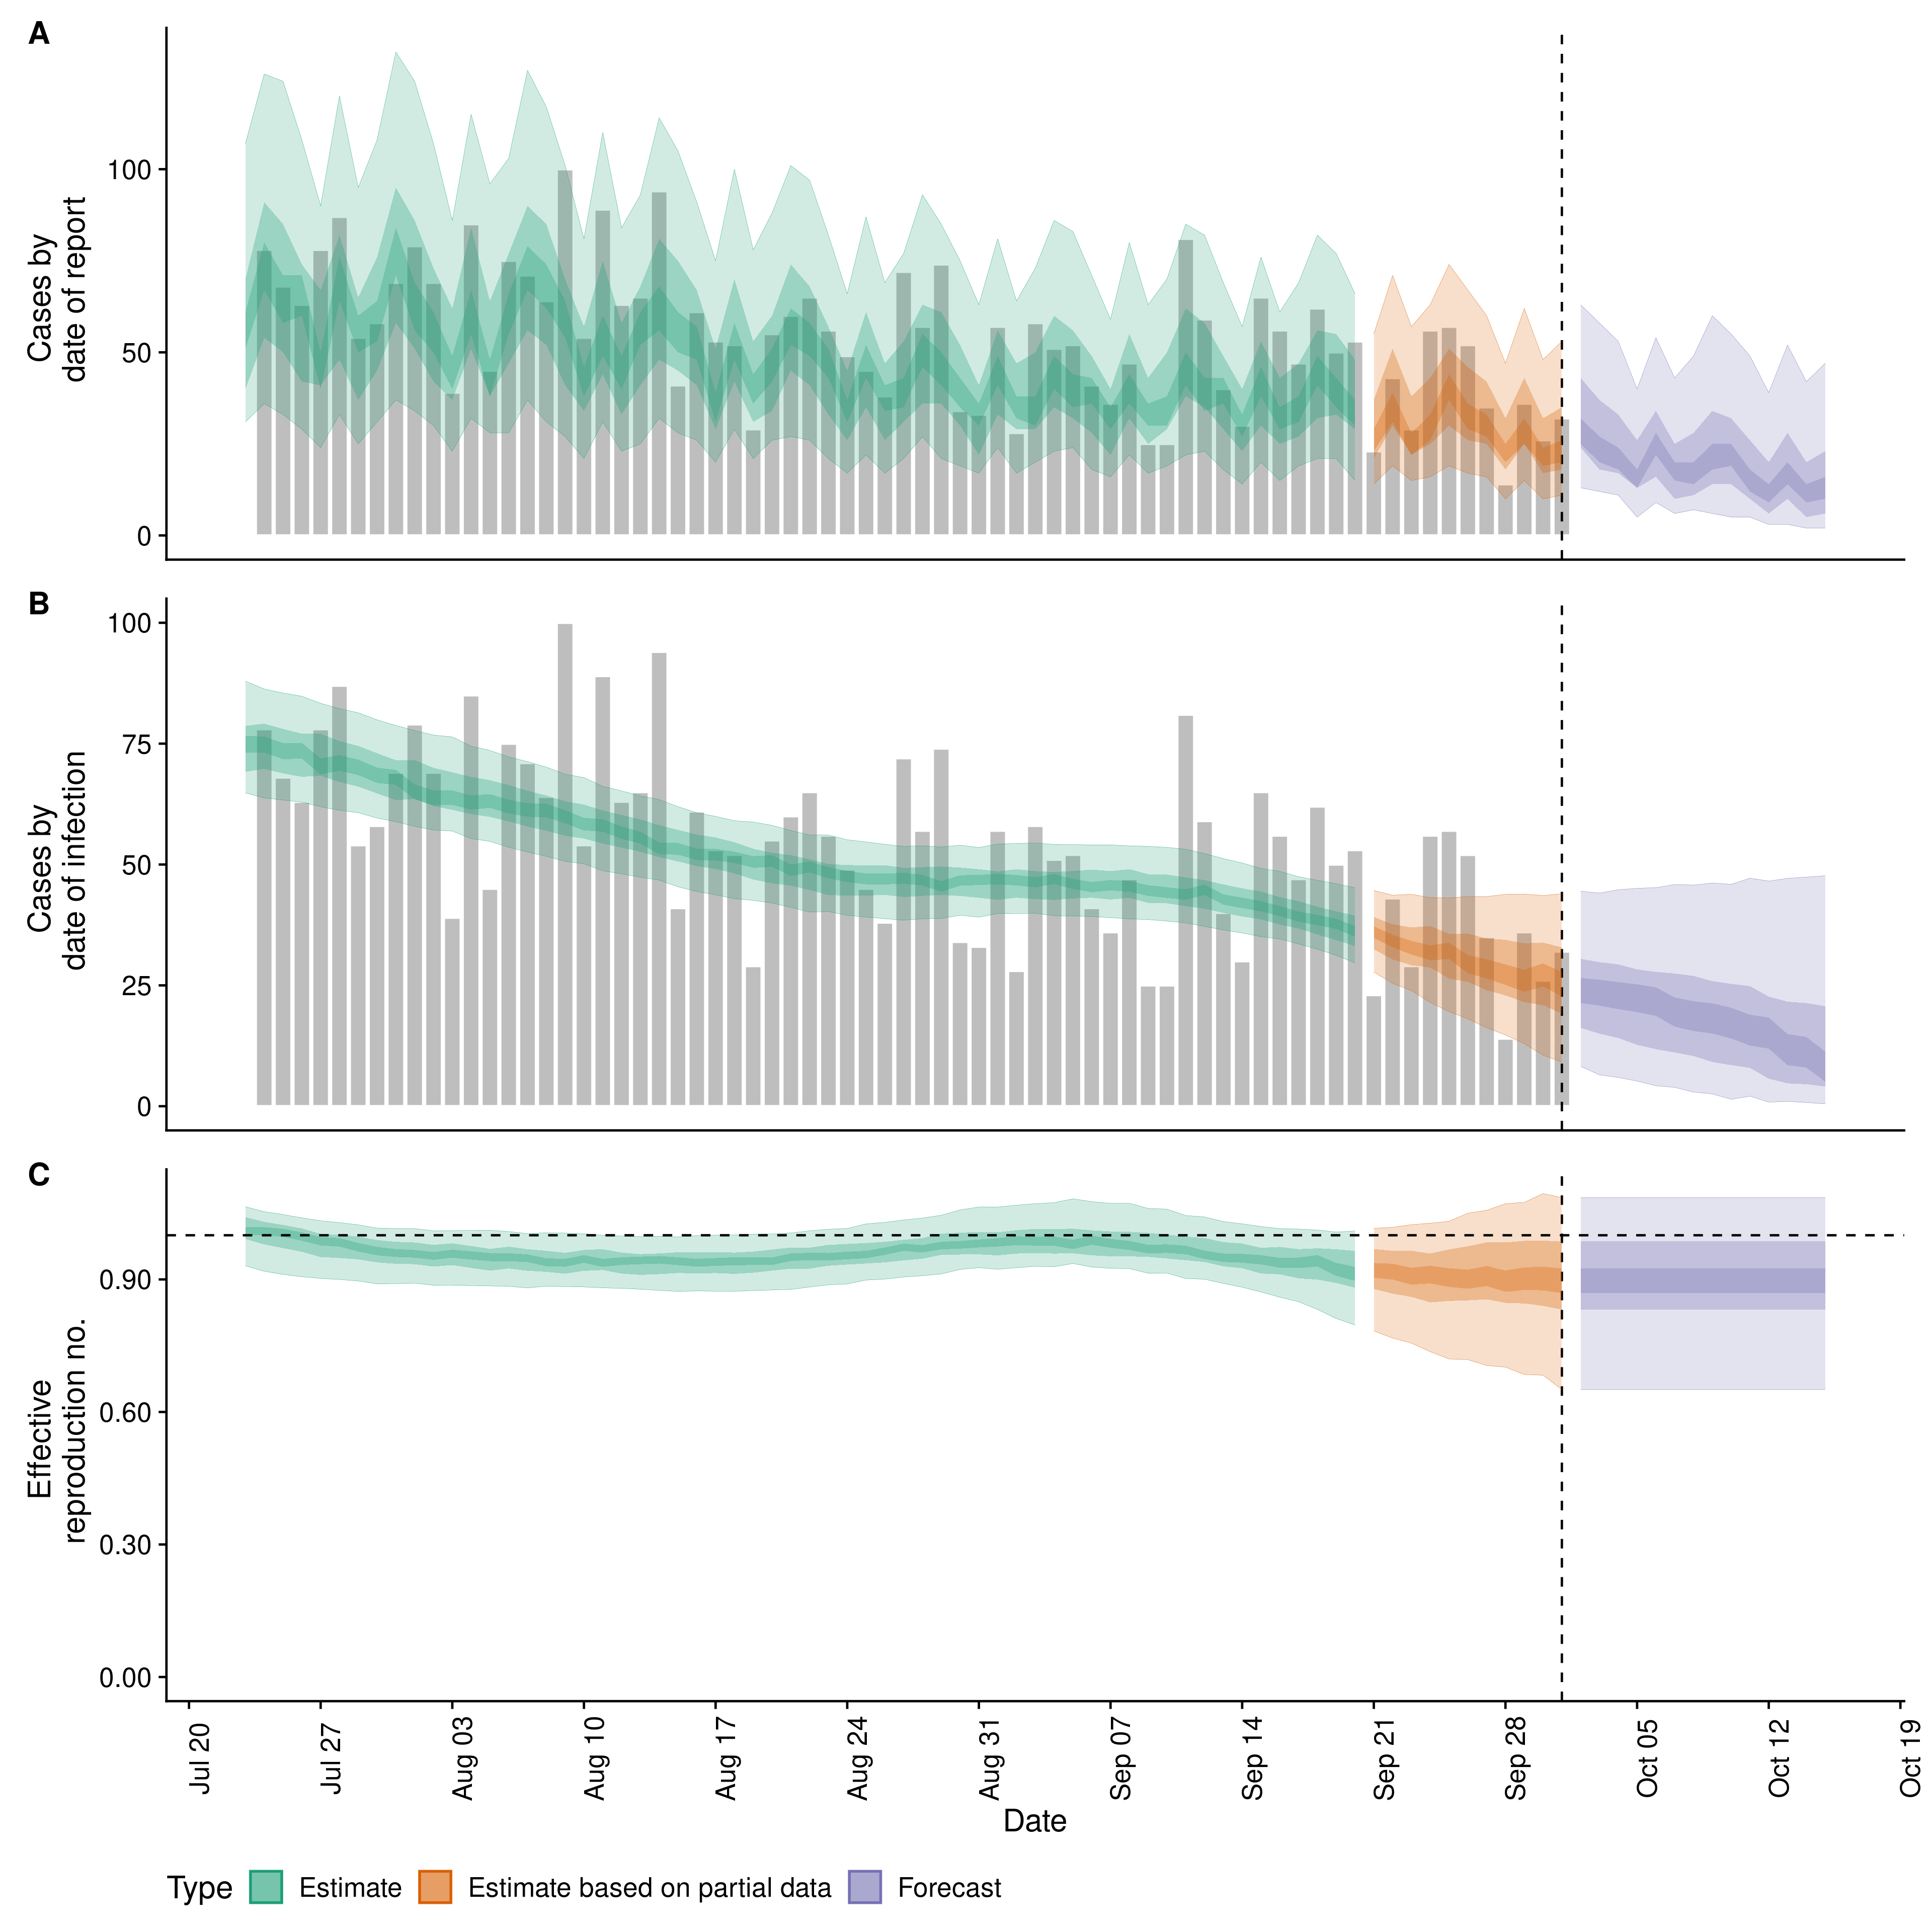 A
Cases by
date of report
100
50
0
B
Cases by
date of infection
100
75
50
25
0
C
Effective
reproduction no.
0.90
0.60
0.30
0.00
Jul 20
Jul 27
Aug 03
Aug 10
Aug 17
Aug 24
Aug 31
Sep 07
Sep 14
Sep 21
Sep 28
Oct 05
Oct 12
Oct 19
Date
Type Estimate Estimate based on partial data Forecast